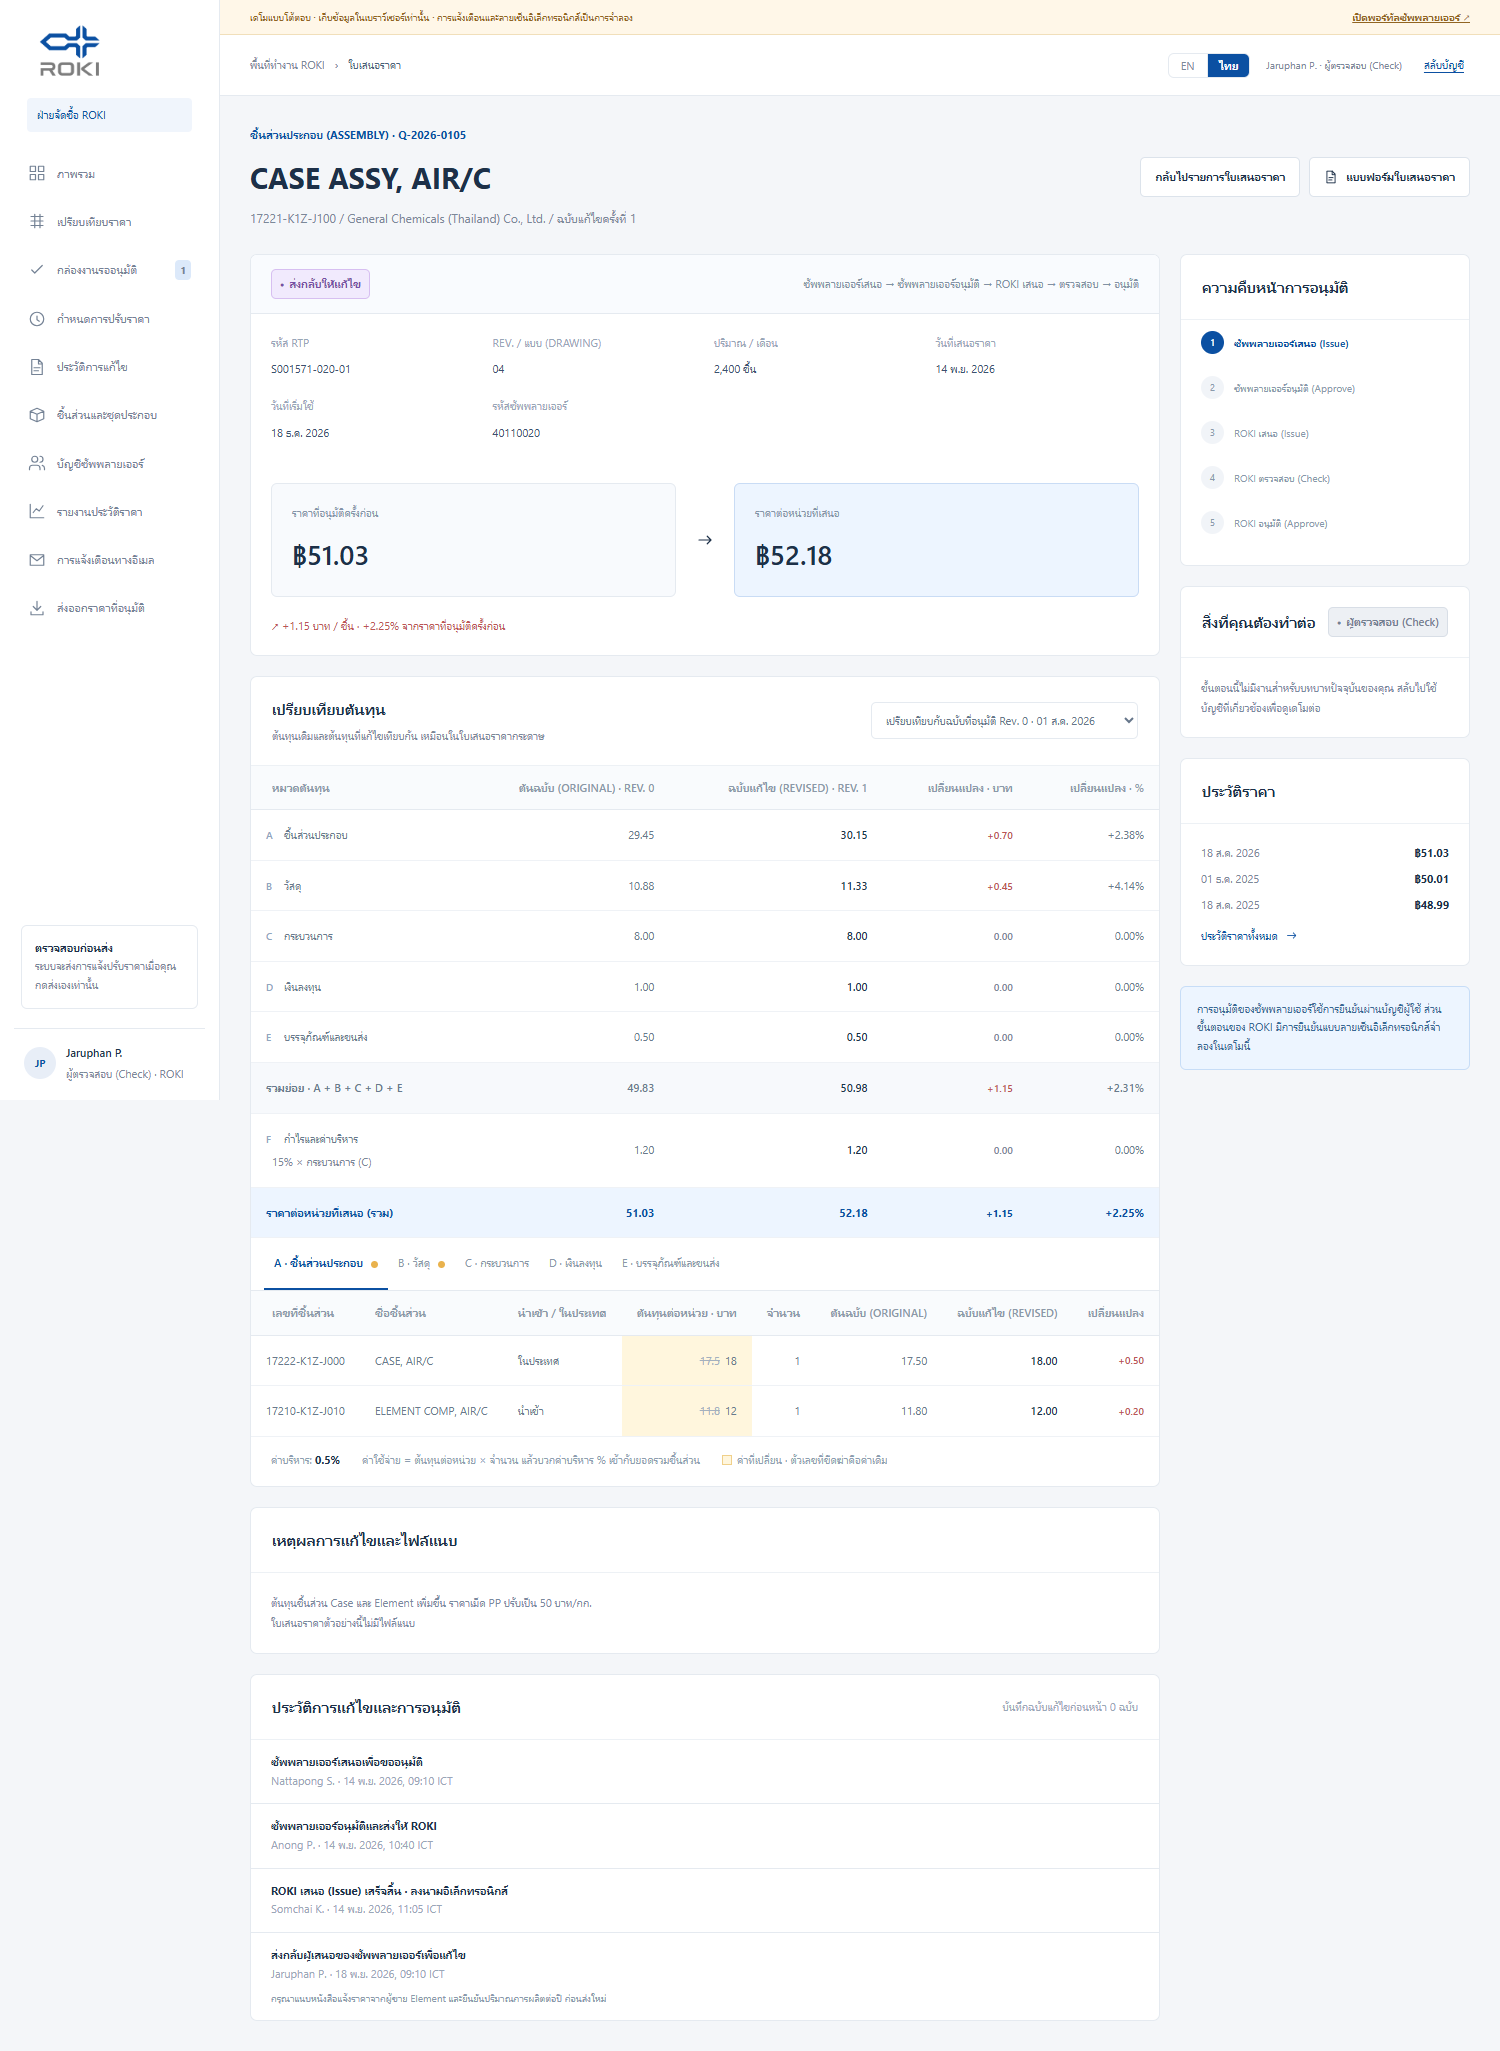 เดโมแบบโต้ตอบ · เก็บข้อมูลในเบราว์เซอร์เท่านั้น · การแจ้งเตือนและลายเซ็นอิเล็กทรอนิกส์เป็นการจำลอง
เปิดพอร์ทัลซัพพลายเออร์ ↗
ROKI
ฝ่ายจัดซื้อ ROKI
ภาพรวม
เปรียบเทียบราคา
กล่องงานรออนุมัติ 1
กำหนดการปรับราคา
ประวัติการแก้ไข
ชิ้นส่วนและชุดประกอบ
บัญชีซัพพลายเออร์
รายงานประวัติราคา
การแจ้งเตือนทางอีเมล
ส่งออกราคาที่อนุมัติ
ตรวจสอบก่อนส่ง
ระบบจะส่งการแจ้งปรับราคาเมื่อคุณ
กดส่งเองเท่านั้น
JP
Jaruphan P.
ผู้ตรวจสอบ (Check) · ROKI
พื้นที่ทำงาน ROKI › ใบเสนอราคา
EN ไทย Jaruphan P. · ผู้ตรวจสอบ (Check) สลับบัญชี
ชิ้นส่วนประกอบ (ASSEMBLY) · Q-2026-0105
CASE ASSY, AIR/C
กลับไปรายการใบเสนอราคา แบบฟอร์มใบเสนอราคา
17221-K1Z-J100 / General Chemicals (Thailand) Co., Ltd. / ฉบับแก้ไขครั้งที่ 1
• ส่งกลับให้แก้ไข
ซัพพลายเออร์เสนอ → ซัพพลายเออร์อนุมัติ → ROKI เสนอ → ตรวจสอบ → อนุมัติ
รหัส RTP REV. / แบบ (DRAWING) ปริมาณ / เดือน วันที่เสนอราคา
S001571-020-01 04 2,400 ชิ้น 14 พ.ย. 2026
วันที่เริ่มใช้ รหัสซัพพลายเออร์
18 ธ.ค. 2026 40110020
ราคาที่อนุมัติครั้งก่อน
฿51.03
→
ราคาต่อหน่วยที่เสนอ
฿52.18
↗ +1.15 บาท / ชิ้น · +2.25% จากราคาที่อนุมัติครั้งก่อน
เปรียบเทียบต้นทุน
ต้นทุนเดิมและต้นทุนที่แก้ไขเทียบกัน เหมือนในใบเสนอราคากระดาษ
เปรียบเทียบกับฉบับที่อนุมัติ Rev. 0 · 01 ส.ค. 2026
หมวดต้นทุน ต้นฉบับ (ORIGINAL) · REV. 0 ฉบับแก้ไข (REVISED) · REV. 1 เปลี่ยนแปลง · บาท เปลี่ยนแปลง · %
A ชิ้นส่วนประกอบ 29.45 30.15 +0.70 +2.38%
B วัสดุ 10.88 11.33 +0.45 +4.14%
C กระบวนการ 8.00 8.00 0.00 0.00%
D เงินลงทุน 1.00 1.00 0.00 0.00%
E บรรจุภัณฑ์และขนส่ง 0.50 0.50 0.00 0.00%
รวมย่อย · A + B + C + D + E 49.83 50.98 +1.15 +2.31%
F กำไรและค่าบริหาร 1.20 1.20 0.00 0.00%
15% × กระบวนการ (C)
ราคาต่อหน่วยที่เสนอ (รวม) 51.03 52.18 +1.15 +2.25%
A · ชิ้นส่วนประกอบ B · วัสดุ C · กระบวนการ D · เงินลงทุน E · บรรจุภัณฑ์และขนส่ง
เลขที่ชิ้นส่วน ชื่อชิ้นส่วน นำเข้า / ในประเทศ ต้นทุนต่อหน่วย · บาท จำนวน ต้นฉบับ (ORIGINAL) ฉบับแก้ไข (REVISED) เปลี่ยนแปลง
17222-K1Z-J000 CASE, AIR/C ในประเทศ 17.5 18 1 17.50 18.00 +0.50
17210-K1Z-J010 ELEMENT COMP, AIR/C นำเข้า 11.8 12 1 11.80 12.00 +0.20
ค่าบริหาร: 0.5% ค่าใช้จ่าย = ต้นทุนต่อหน่วย × จำนวน แล้วบวกค่าบริหาร % เข้ากับยอดรวมชิ้นส่วน ค่าที่เปลี่ยน · ตัวเลขที่ขีดฆ่าคือค่าเดิม
เหตุผลการแก้ไขและไฟล์แนบ
ต้นทุนชิ้นส่วน Case และ Element เพิ่มขึ้น ราคาเม็ด PP ปรับเป็น 50 บาท/กก.
ใบเสนอราคาตัวอย่างนี้ไม่มีไฟล์แนบ
ประวัติการแก้ไขและการอนุมัติ
บันทึกฉบับแก้ไขก่อนหน้า 0 ฉบับ
ซัพพลายเออร์เสนอเพื่อขออนุมัติ
Nattapong S. · 14 พ.ย. 2026, 09:10 ICT
ซัพพลายเออร์อนุมัติและส่งให้ ROKI
Anong P. · 14 พ.ย. 2026, 10:40 ICT
ROKI เสนอ (Issue) เสร็จสิ้น · ลงนามอิเล็กทรอนิกส์
Somchai K. · 14 พ.ย. 2026, 11:05 ICT
ส่งกลับผู้เสนอของซัพพลายเออร์เพื่อแก้ไข
Jaruphan P. · 18 พ.ย. 2026, 09:10 ICT
กรุณาแนบหนังสือแจ้งราคาจากผู้ขาย Element และยืนยันปริมาณการผลิตต่อปี ก่อนส่งใหม่
ความคืบหน้าการอนุมัติ
1 ซัพพลายเออร์เสนอ (Issue)
2 ซัพพลายเออร์อนุมัติ (Approve)
3 ROKI เสนอ (Issue)
4 ROKI ตรวจสอบ (Check)
5 ROKI อนุมัติ (Approve)
สิ่งที่คุณต้องทำต่อ • ผู้ตรวจสอบ (Check)
ขั้นตอนนี้ไม่มีงานสำหรับบทบาทปัจจุบันของคุณ สลับไปใช้
บัญชีที่เกี่ยวข้องเพื่อดูเดโมต่อ
ประวัติราคา
18 ส.ค. 2026 ฿51.03
01 ธ.ค. 2025 ฿50.01
18 ส.ค. 2025 ฿48.99
ประวัติราคาทั้งหมด →
การอนุมัติของซัพพลายเออร์ใช้การยืนยันผ่านบัญชีผู้ใช้ ส่วน
ขั้นตอนของ ROKI มีการยืนยันแบบลายเซ็นอิเล็กทรอนิกส์จำ
ลองในเดโมนี้